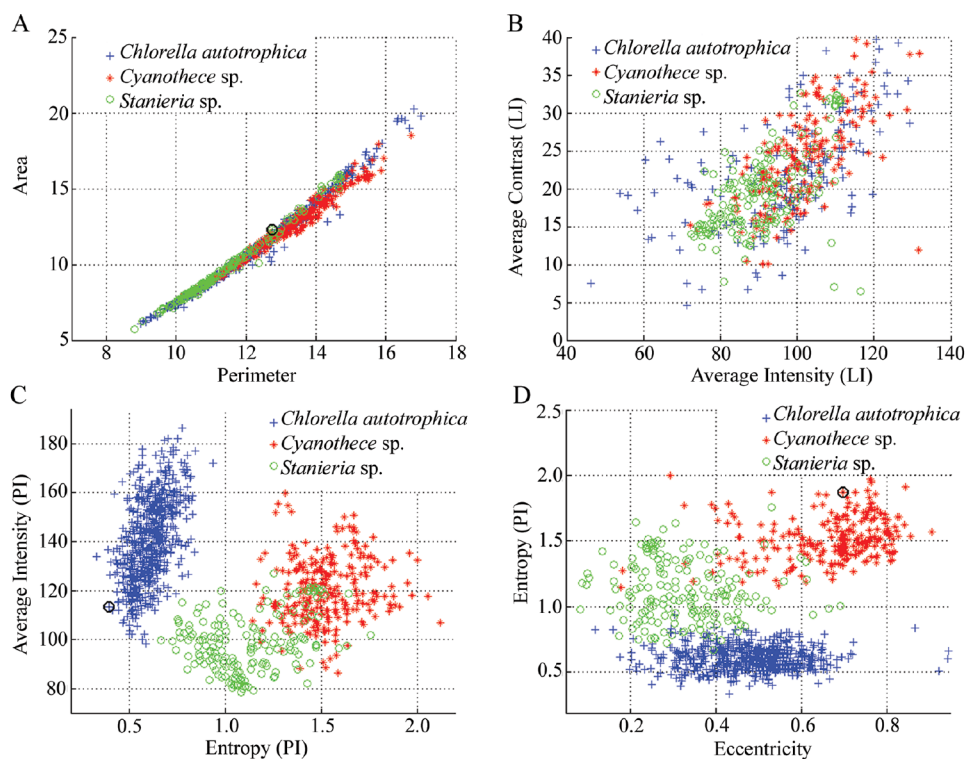 A
Chlorella autotrophica
Cyanothece sp.
Stanieria sp.
Area
25
20
15
10
5
8
10
12
14
16
18
Perimeter
B
Chlorella autotrophica
Cyanothece sp.
Stanieria sp.
Average Contrast (LI)
40
35
30
25
20
15
10
5
0
40
60
80
100
120
140
Average Intensity (LI)
C
Chlorella autotrophica
Cyanothece sp.
Stanieria sp.
Average Intensity (PI)
180
160
140
120
100
80
0.5
1.0
1.5
2.0
Entropy (PI)
D
Chlorella autotrophica
Cyanothece sp.
Stanieria sp.
Entropy (PI)
2.5
2.0
1.5
1.0
0.5
0.2
0.4
0.6
0.8
Eccentricity